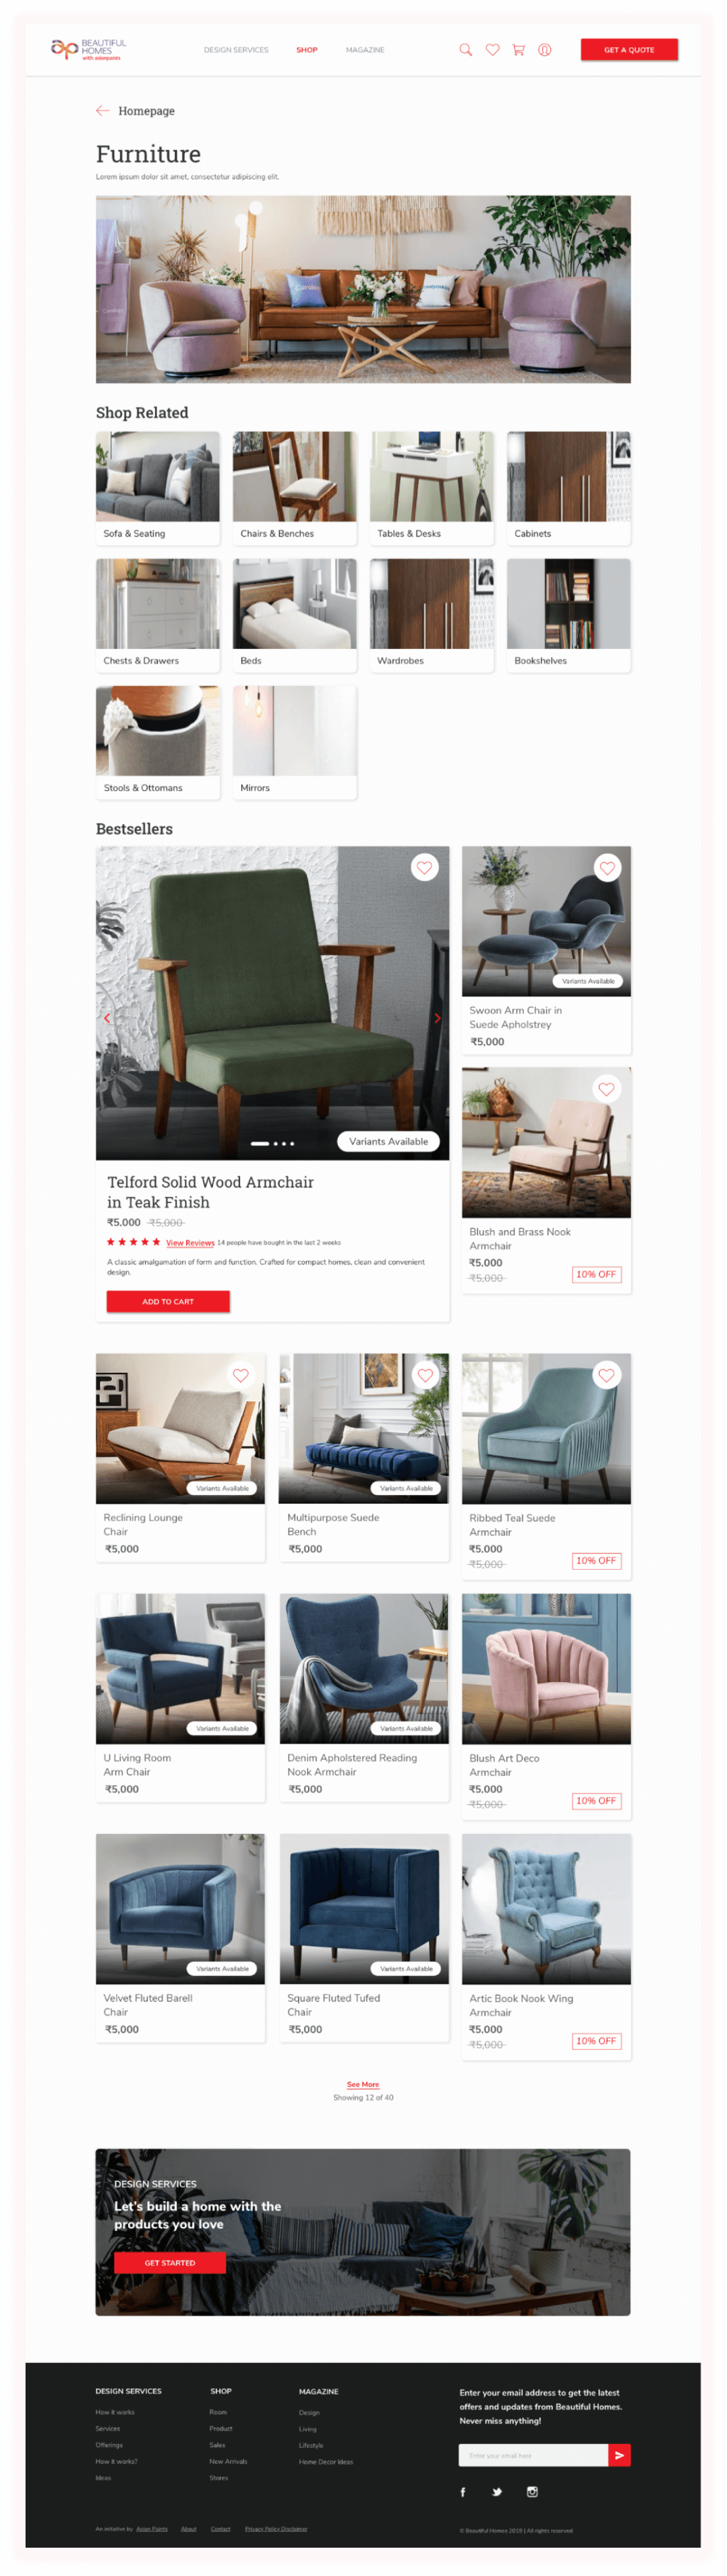 BEAUTIFUL
HOMES
with asianpaints
DESIGN SERVICES
SHOP
MAGAZINE
GET A QUOTE
Homepage
Furniture
Lorem ipsum dolor sit amet, consectetur adipiscing elit.
Shop Related
Sofa & Seating
Chairs & Benches
Tables & Desks
Cabinets
Chests & Drawers
Beds
Wardrobes
Bookshelves
Stools & Ottomans
Mirrors
Bestsellers
Variants Available
Telford Solid Wood Armchair
in Teak Finish
₹5.000 ₹5,000
View Reviews 14 people have bought in the last 2 weeks
A classic amalgamation of form and function. Crafted for compact homes, clean and convenient
design.
ADD TO CART
Variants Available
Swoon Arm Chair in
Suede Apholstrey
₹5,000
Blush and Brass Nook
Armchair
₹5.000
₹5,000
10% OFF
Variants Available
Reclining Lounge
Chair
₹5,000
Variants Available
Multipurpose Suede
Bench
₹5,000
Ribbed Teal Suede
Armchair
₹5.000
₹5,000
10% OFF
Variants Available
U Living Room
Arm Chair
₹5,000
Variants Available
Denim Apholstered Reading
Nook Armchair
₹5,000
Blush Art Deco
Armchair
₹5.000
₹5,000
10% OFF
Variants Available
Velvet Fluted Barell
Chair
₹5,000
Variants Available
Square Fluted Tufed
Chair
₹5,000
Artic Book Nook Wing
Armchair
₹5.000
₹5,000
10% OFF
See More
Showing 12 of 40
DESIGN SERVICES
Let's build a home with the
products you love
GET STARTED
DESIGN SERVICES
How it works
Services
Offerings
How it works?
Ideas
SHOP
Room
Product
Sales
New Arrivals
Stores
MAGAZINE
Design
Living
Lifestyle
Home Decor Ideas
Enter your email address to get the latest
offers and updates from Beautiful Homes.
Never miss anything!
Enter your email here
An initiative by Asian Paints About Contact Privacy Policy Disclaimer
© Beautiful Homes 2019 | All rights reserved